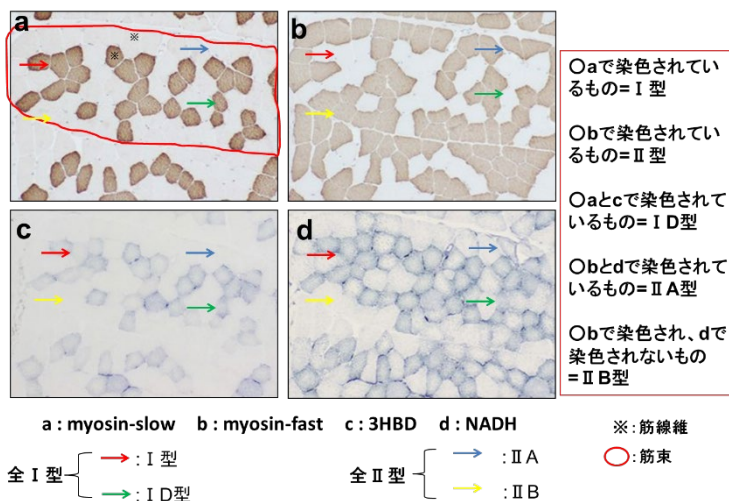 a
※
※
b
c
d
○aで染色されてい
るもの=Ⅰ型
○bで染色されてい
るもの=Ⅱ型
○aとcで染色されて
いるもの=ⅠD型
○bとdで染色されて
いるもの=ⅡA型
○bで染色され、dで
染色されないもの
=ⅡB型
a : myosin-slow b : myosin-fast c : 3HBD d : NADH
※:筋線維
全Ⅰ型
:Ⅰ型
:ⅠD型
全Ⅱ型
:ⅡA
:ⅡB
:筋束